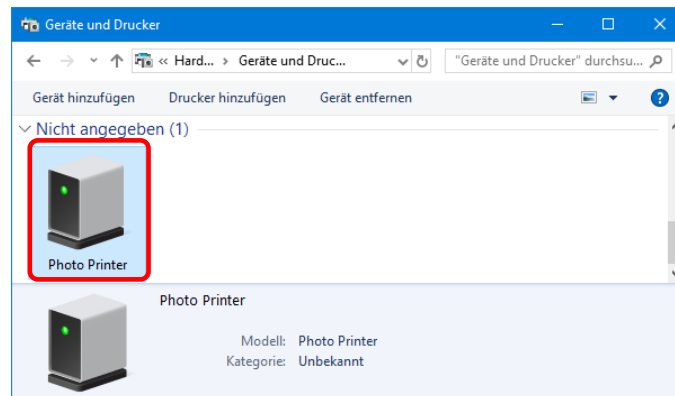 Geräte und Drucker
« Hard... › Geräte und Druc...
"Geräte und Drucker" durchsu...
Gerät hinzufügen Drucker hinzufügen Gerät entfernen
?
Nicht angegeben (1)
Photo Printer
Photo Printer
Modell: Photo Printer
Kategorie: Unbekannt